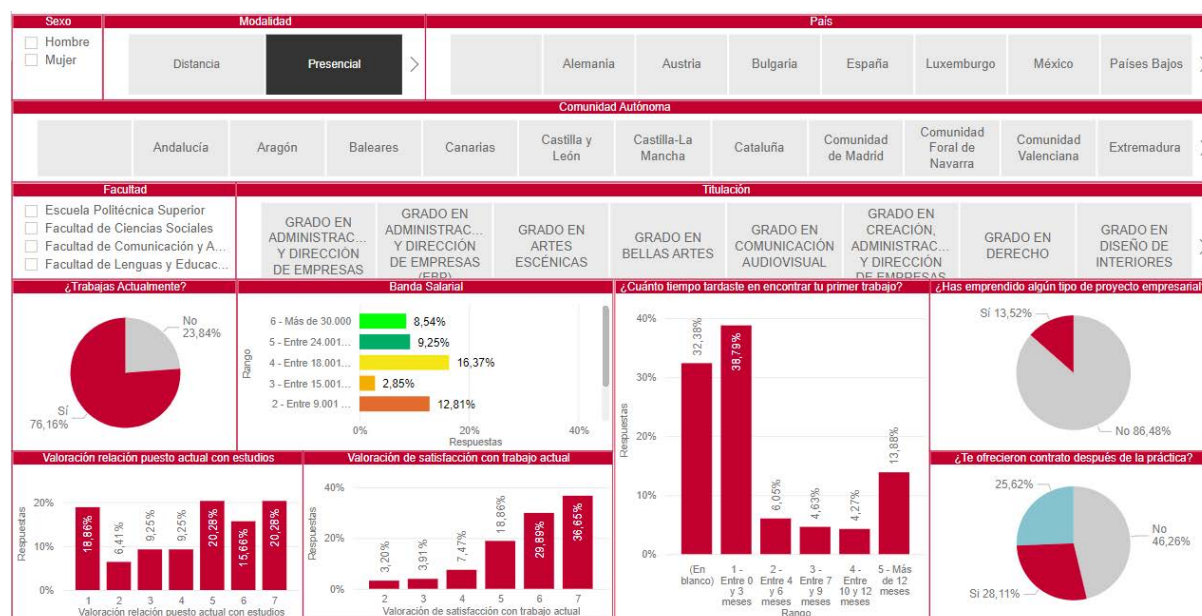 Sexo
Hombre
Mujer
Modalidad
Distancia
Presencial
País
Alemania
Austria
Bulgaria
España
Luxemburgo
México
Países Bajos
Comunidad Autónoma
Andalucía
Aragón
Baleares
Canarias
Castilla y
León
Castilla-La
Mancha
Cataluña
Comunidad
de Madrid
Comunidad
Foral de
Navarra
Comunidad
Valenciana
Extremadura
Facultad
Escuela Politécnica Superior
Facultad de Ciencias Sociales
Facultad de Comunicación y A...
Facultad de Lenguas y Educac...
Titulación
GRADO EN
ADMINISTRAC...
Y DIRECCIÓN
DE EMPRESAS
GRADO EN
ADMINISTRAC...
Y DIRECCIÓN
DE EMPRESAS
(EBP)
GRADO EN
ARTES
ESCÉNICAS
GRADO EN
BELLAS ARTES
GRADO EN
COMUNICACIÓN
AUDIOVISUAL
GRADO EN
CREACIÓN,
ADMINISTRAC...
Y DIRECCIÓN
DE EMPRESAS
GRADO EN
DERECHO
GRADO EN
DISEÑO DE
INTERIORES
¿Trabajas Actualmente?
No
23,84%
Sí
76,16%
Banda Salarial
Rango
6 - Más de 30.000
8,54%
5 - Entre 24.001...
9,25%
4 - Entre 18.001...
16,37%
3 - Entre 15.001...
2,85%
2 - Entre 9.001 ...
12,81%
0%
20%
40%
Respuestas
¿Cuánto tiempo tardaste en encontrar tu primer trabajo?
Respuestas
40%
30%
20%
10%
0%
32,38%
38,79%
6,05%
4,63%
4,27%
13,88%
(En
blanco)
1 -
Entre 0
y 3
meses
2 -
Entre 4
y 6
meses
3 -
Entre 7
y 9
meses
4 -
Entre
10 y 12
meses
5 - Más
de 12
meses
Rango
¿Has emprendido algún tipo de proyecto empresarial?
Sí 13,52%
No 86,48%
Valoración relación puesto actual con estudios
Respuestas
20%
10%
0%
18,86%
6,41%
9,25%
9,25%
20,28%
15,66%
20,28%
1
2
3
4
5
6
7
Valoración relación puesto actual con estudios
Valoración de satisfacción con trabajo actual
Respuestas
40%
20%
0%
3,20%
3,91%
7,47%
18,86%
29,89%
36,65%
2
3
4
5
6
7
Valoración de satisfacción con trabajo actual
¿Te ofrecieron contrato después de la práctica?
25,62%
No
46,26%
Si 28,11%